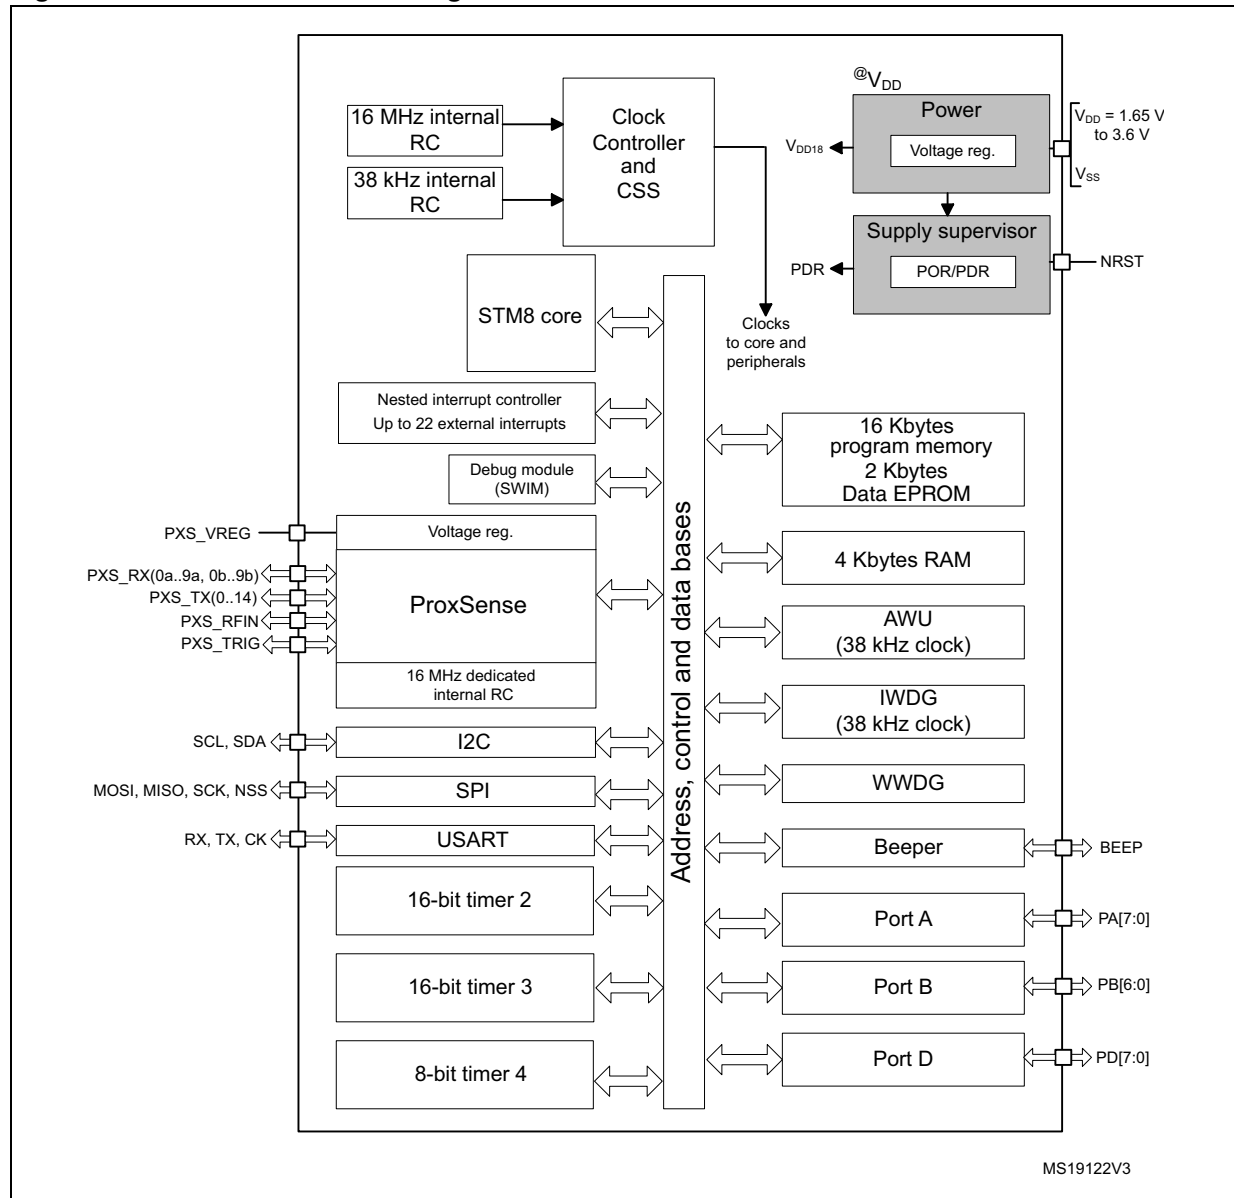 16 MHz internal
RC
38 kHz internal
RC
Clock
Controller
and
CSS
@VDD
Power
Voltage reg.
VDD18
VDD = 1.65 V
to 3.6 V
VSS
Supply supervisor
POR/PDR
PDR
NRST
Clocks
to core and
peripherals
STM8 core
Nested interrupt controller
Up to 22 external interrupts
Debug module
(SWIM)
PXS_VREG
Voltage reg.
PXS_RX(0a..9a, 0b..9b)
PXS_TX(0..14)
PXS_RFIN
PXS_TRIG
ProxSense
16 MHz dedicated
internal RC
SCL, SDA
I2C
MOSI, MISO, SCK, NSS
SPI
RX, TX, CK
USART
16-bit timer 2
16-bit timer 3
8-bit timer 4
Address, control and data bases
16 Kbytes
program memory
2 Kbytes
Data EPROM
4 Kbytes RAM
AWU
(38 kHz clock)
IWDG
(38 kHz clock)
WWDG
Beeper
BEEP
Port A
PA[7:0]
Port B
PB[6:0]
Port D
PD[7:0]
MS19122V3